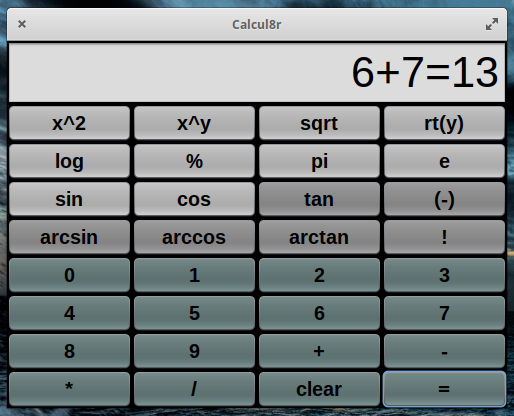 Calcul8r
6+7=13
x^2 x^y sqrt rt(y)
log % pi e
sin cos tan (-)
arcsin arccos arctan !
0 1 2 3
4 5 6 7
8 9 + -
* / clear =